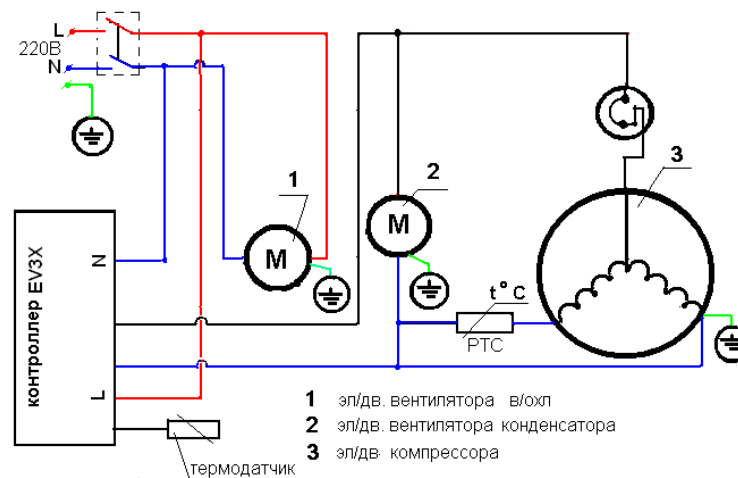 L
220В
N
1
2
3
М
М
t° C
РТС
контроллер EV3X
N
L
термодатчик
1 эл/дв. вентилятора в/охл
2 эл/дв. вентилятора конденсатора
3 эл/дв. компрессора